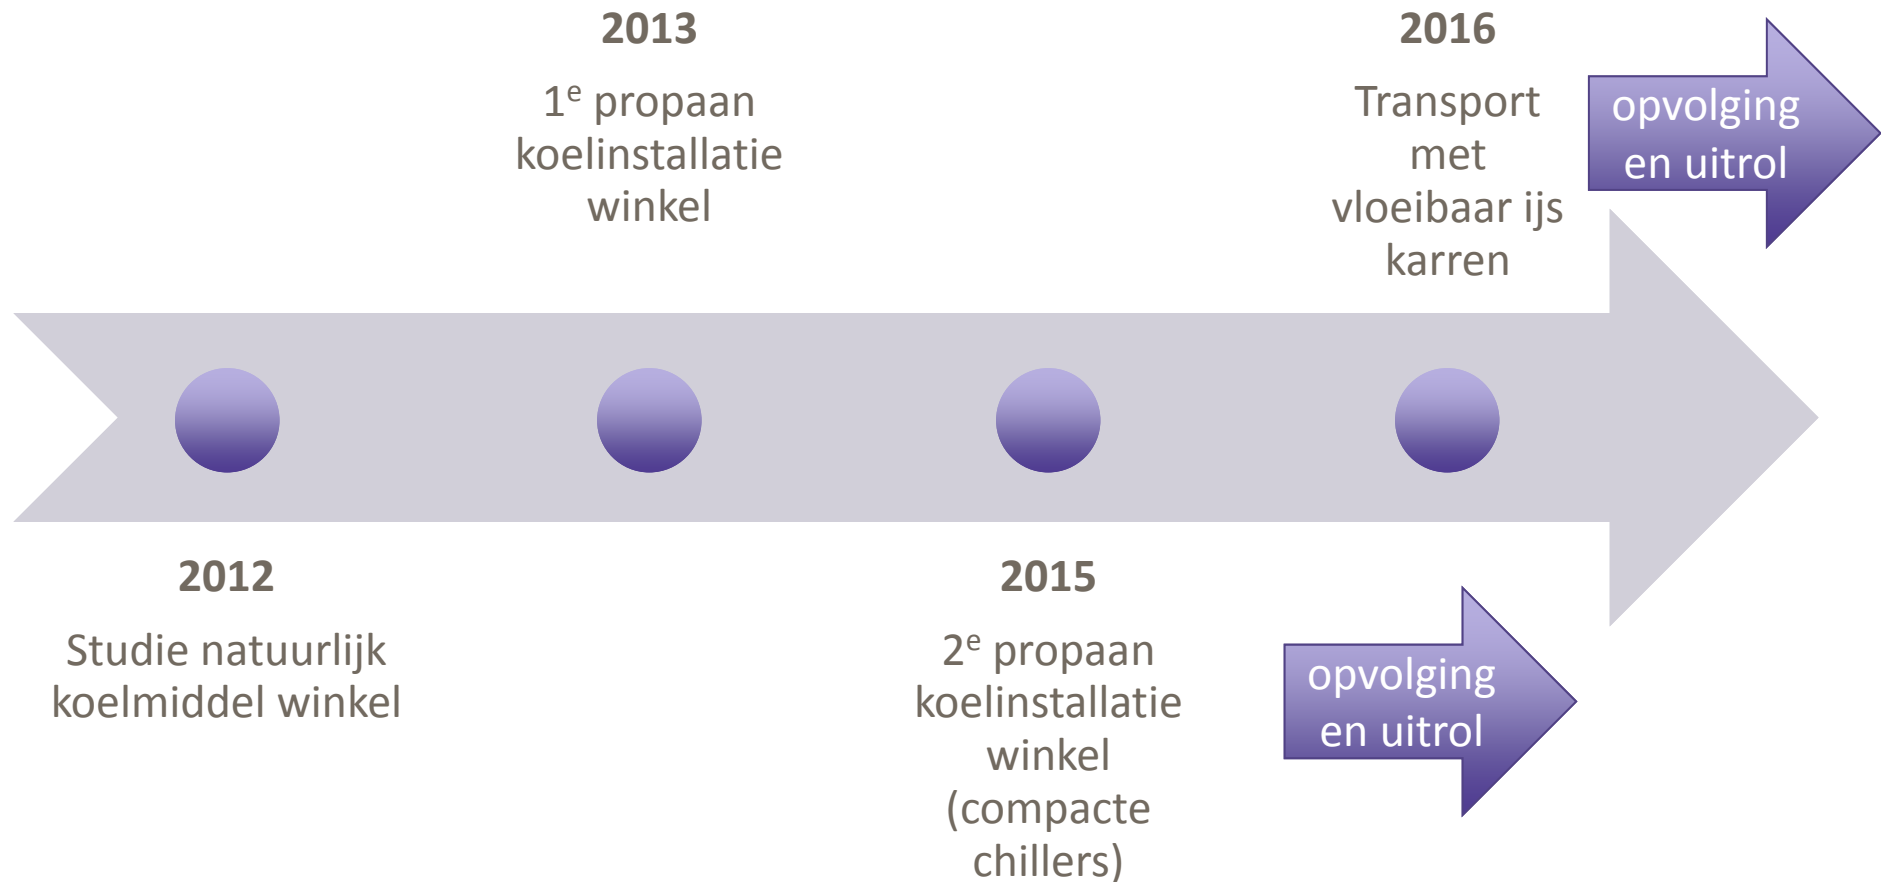 2013
1e propaan
koelinstallatie
winkel
2016
Transport
met
vloeibaar ijs
karren
opvolging
en uitrol
2012
Studie natuurlijk
koelmiddel winkel
2015
2e propaan
koelinstallatie
winkel
(compacte
chillers)
opvolging
en uitrol